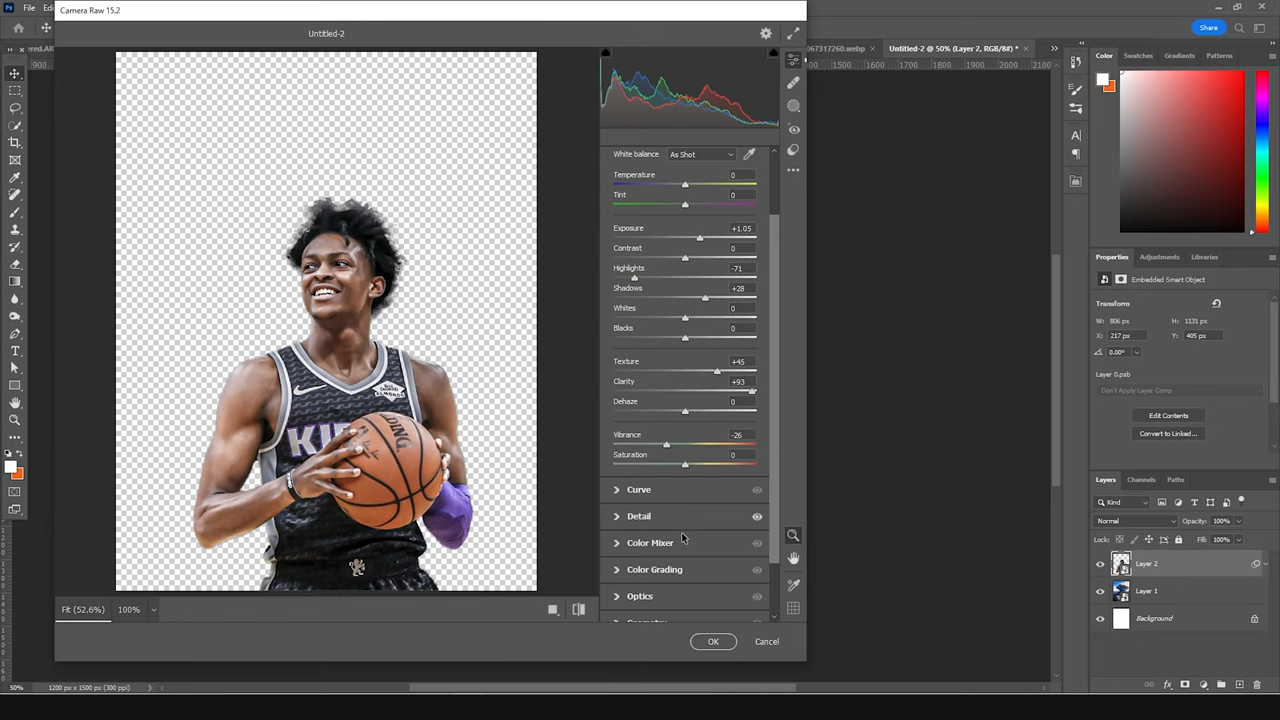 Camera Raw 15.2
File
Untitled-2
Share
ered.AR
067317260.webp
Untitled-2 @ 50% (Layer 2, RGB/8#) *
900
1500
1600
1700
1800
1900
2000
2100
Color
Swatches
Gradients
Patterns
White balance
As Shot
Temperature
0
Tint
0
Exposure
+1.05
Contrast
0
Highlights
-71
Shadows
+28
Whites
0
Blacks
0
Texture
+45
Clarity
+93
Dehaze
0
Vibrance
-26
Saturation
0
Curve
Detail
Color Mixer
Color Grading
Optics
SPALDING
ALMONDS
Fit (52.6%)
100%
OK
Cancel
50%
1200 px x 1500 px (300 ppi)
Properties
Adjustments
Libraries
Embedded Smart Object
Transform
W: 806 px
H: 1131 px
X: 217 px
Y: 405 px
0.00°
Layer 0.psb
Don't Apply Layer Comp
Edit Contents
Convert to Linked...
Layers
Channels
Paths
Kind
Normal
Opacity: 100%
Lock:
Fill: 100%
Layer 2
Layer 1
Background